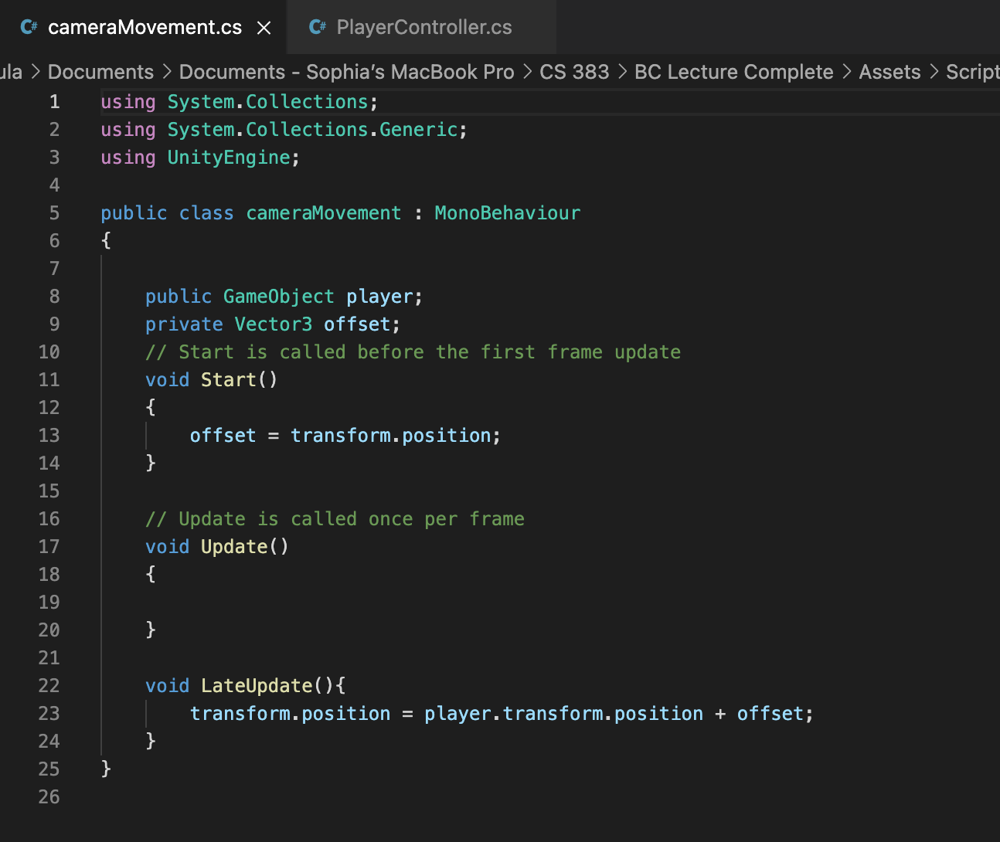 C# cameraMovement.cs × C# PlayerController.cs
ula > Documents > Documents - Sophia’s MacBook Pro > CS 383 > BC Lecture Complete > Assets > Script
1 using System.Collections;
2 using System.Collections.Generic;
3 using UnityEngine;
4
5 public class cameraMovement : MonoBehaviour
6 {
7
8 public GameObject player;
9 private Vector3 offset;
10 // Start is called before the first frame update
11 void Start()
12 {
13 offset = transform.position;
14 }
15
16 // Update is called once per frame
17 void Update()
18 {
19
20 }
21
22 void LateUpdate(){
23 transform.position = player.transform.position + offset;
24 }
25 }
26